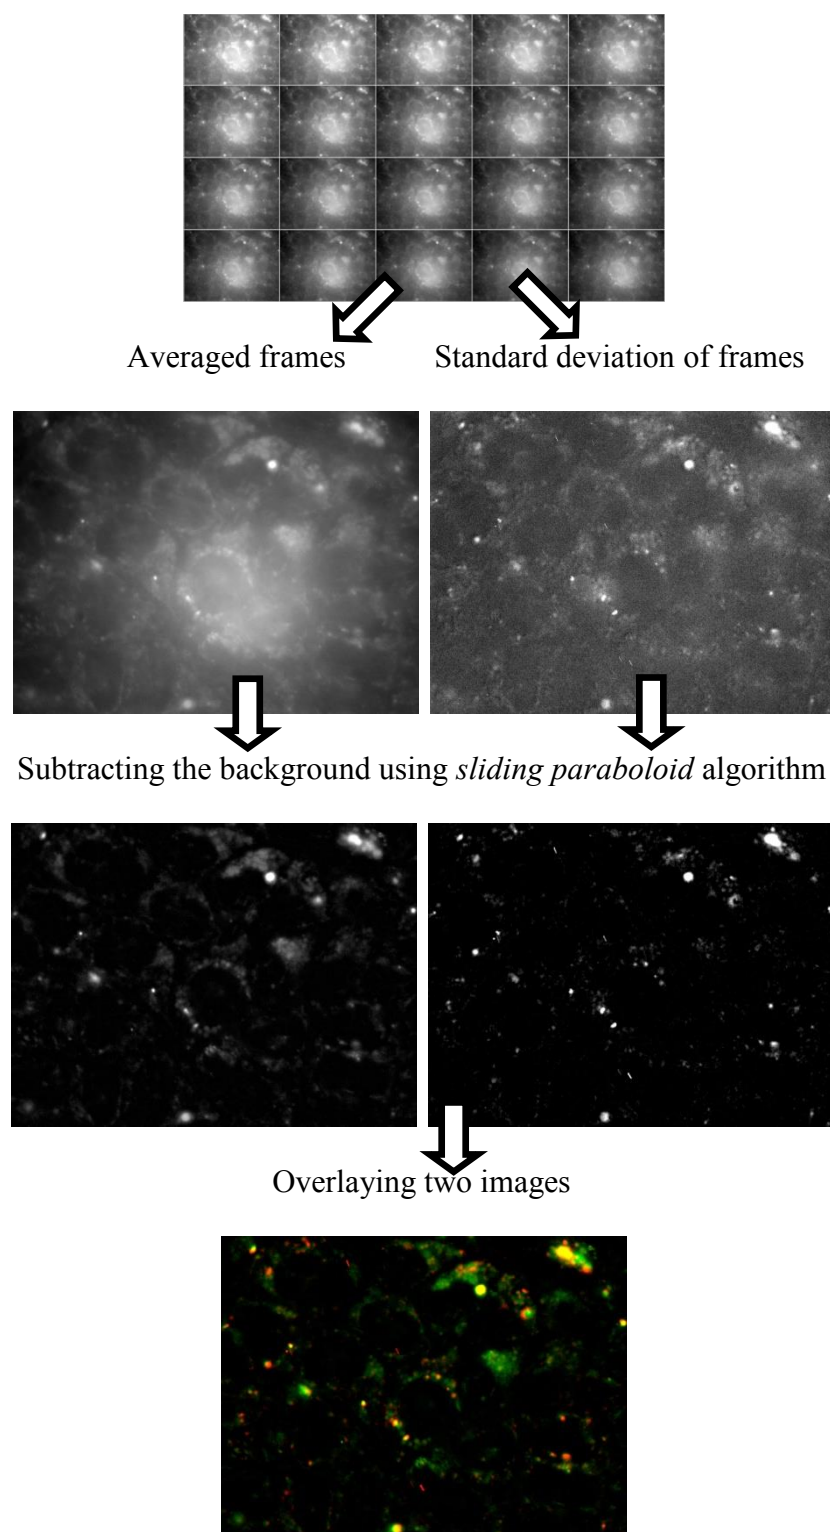 Averaged frames
Standard deviation of frames
Subtracting the background using sliding paraboloid algorithm
Overlaying two images